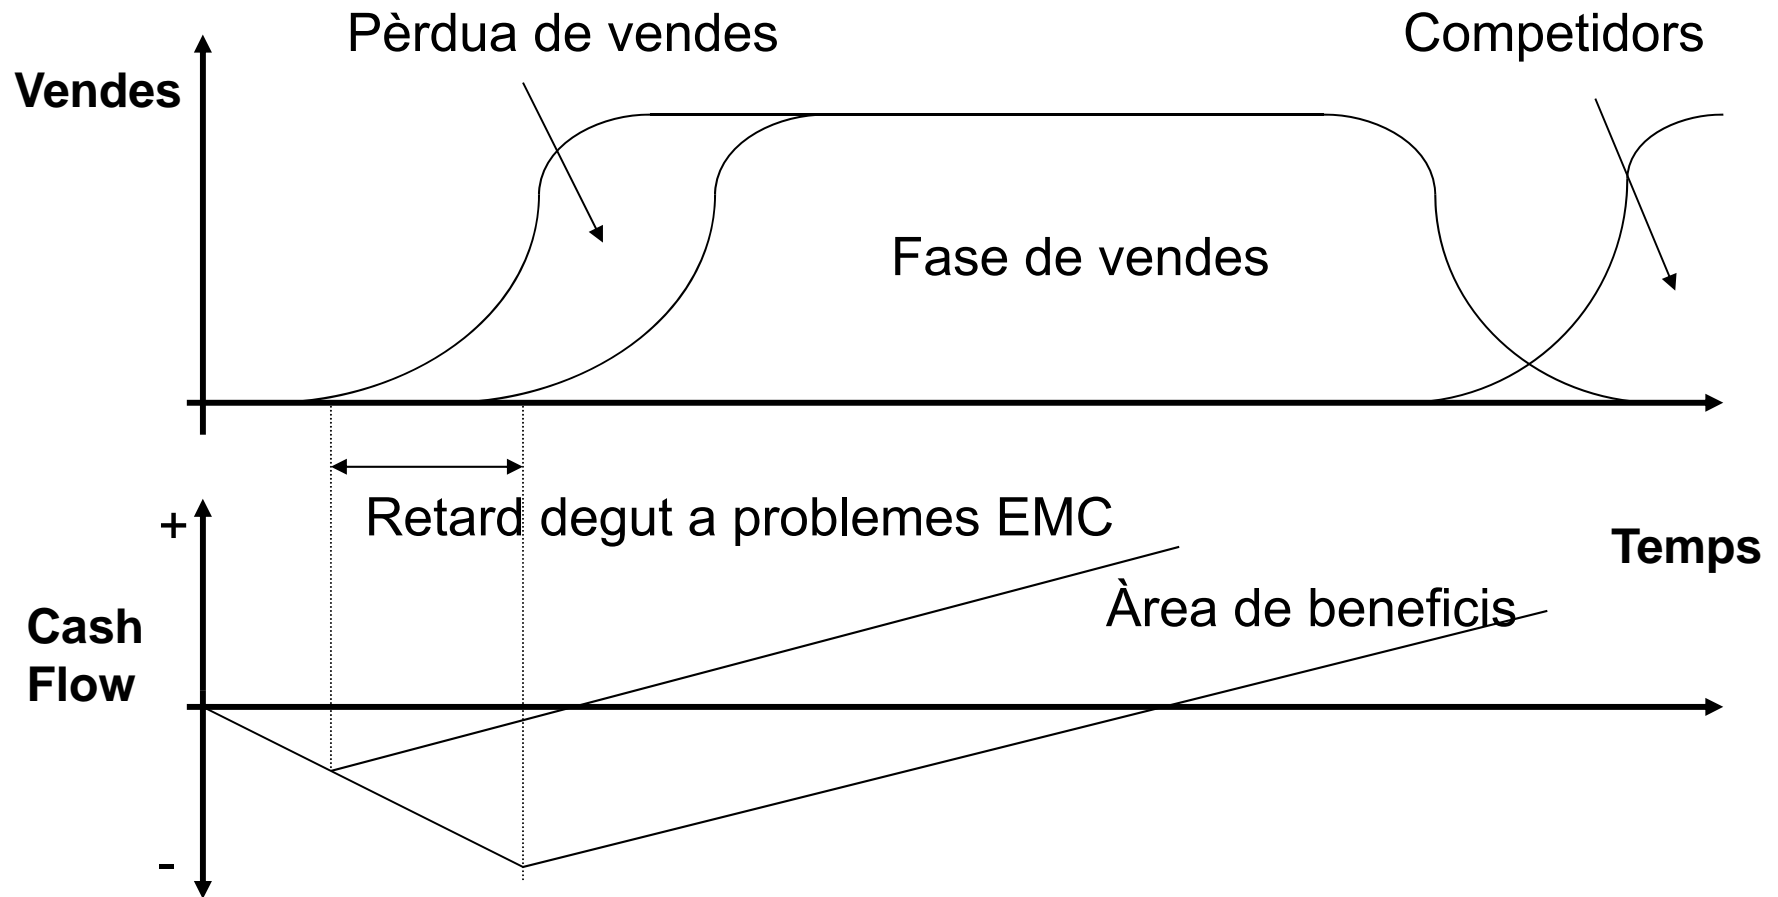 Pèrdua de vendes
Competidors
Vendes
Fase de vendes
+
Retard degut a problemes EMC
Temps
Àrea de beneficis
Cash
Flow
-